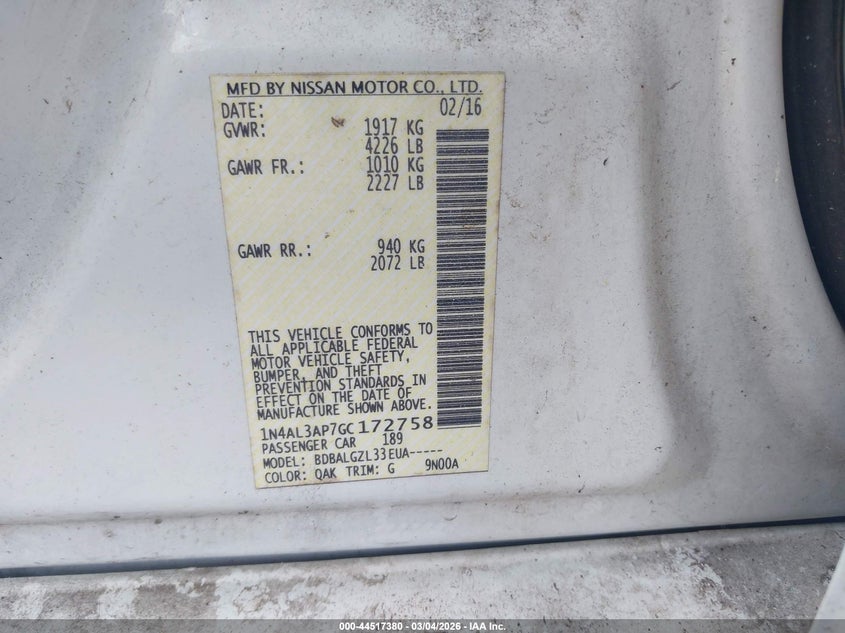 MFD BY NISSAN MOTOR CO., LTD.
DATE: 02/16
GVWR: 1917 KG
4226 LB
GAWR FR.: 1010 KG
2227 LB
GAWR RR.: 940 KG
2072 LB
THIS VEHICLE CONFORMS TO
ALL APPLICABLE FEDERAL
MOTOR VEHICLE SAFETY,
BUMPER, AND THEFT
PREVENTION STANDARDS IN
EFFECT ON THE DATE OF
MANUFACTURE SHOWN ABOVE.
1N4AL3AP7GC172758
PASSENGER CAR 189
MODEL: BDBALGZL33EUA-----
COLOR: QAK TRIM: G 9N00A
000-44517380 - 03/04/2026 - IAA Inc.